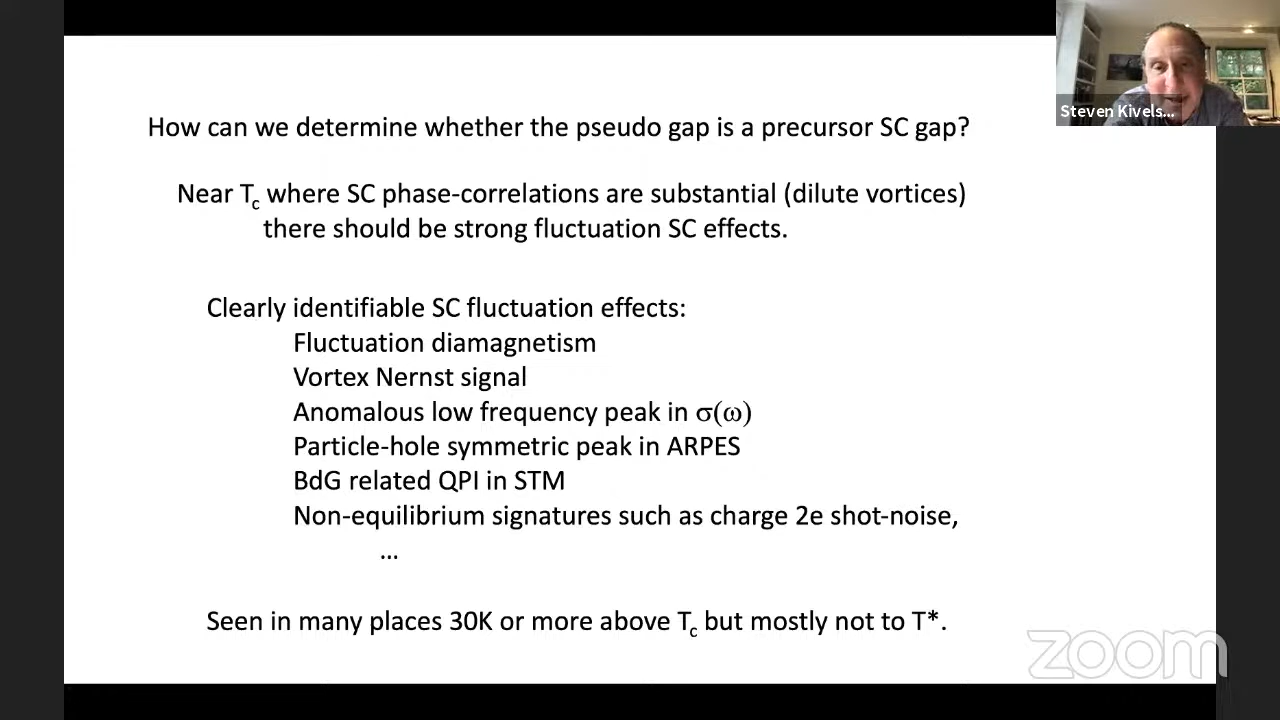 Steven Kivels...
How can we determine whether the pseudo gap is a precursor SC gap?
Near Tc where SC phase-correlations are substantial (dilute vortices)
there should be strong fluctuation SC effects.
Clearly identifiable SC fluctuation effects:
Fluctuation diamagnetism
Vortex Nernst signal
Anomalous low frequency peak in σ(ω)
Particle-hole symmetric peak in ARPES
BdG related QPI in STM
Non-equilibrium signatures such as charge 2e shot-noise,
...
Seen in many places 30K or more above Tc but mostly not to T*.
zoom